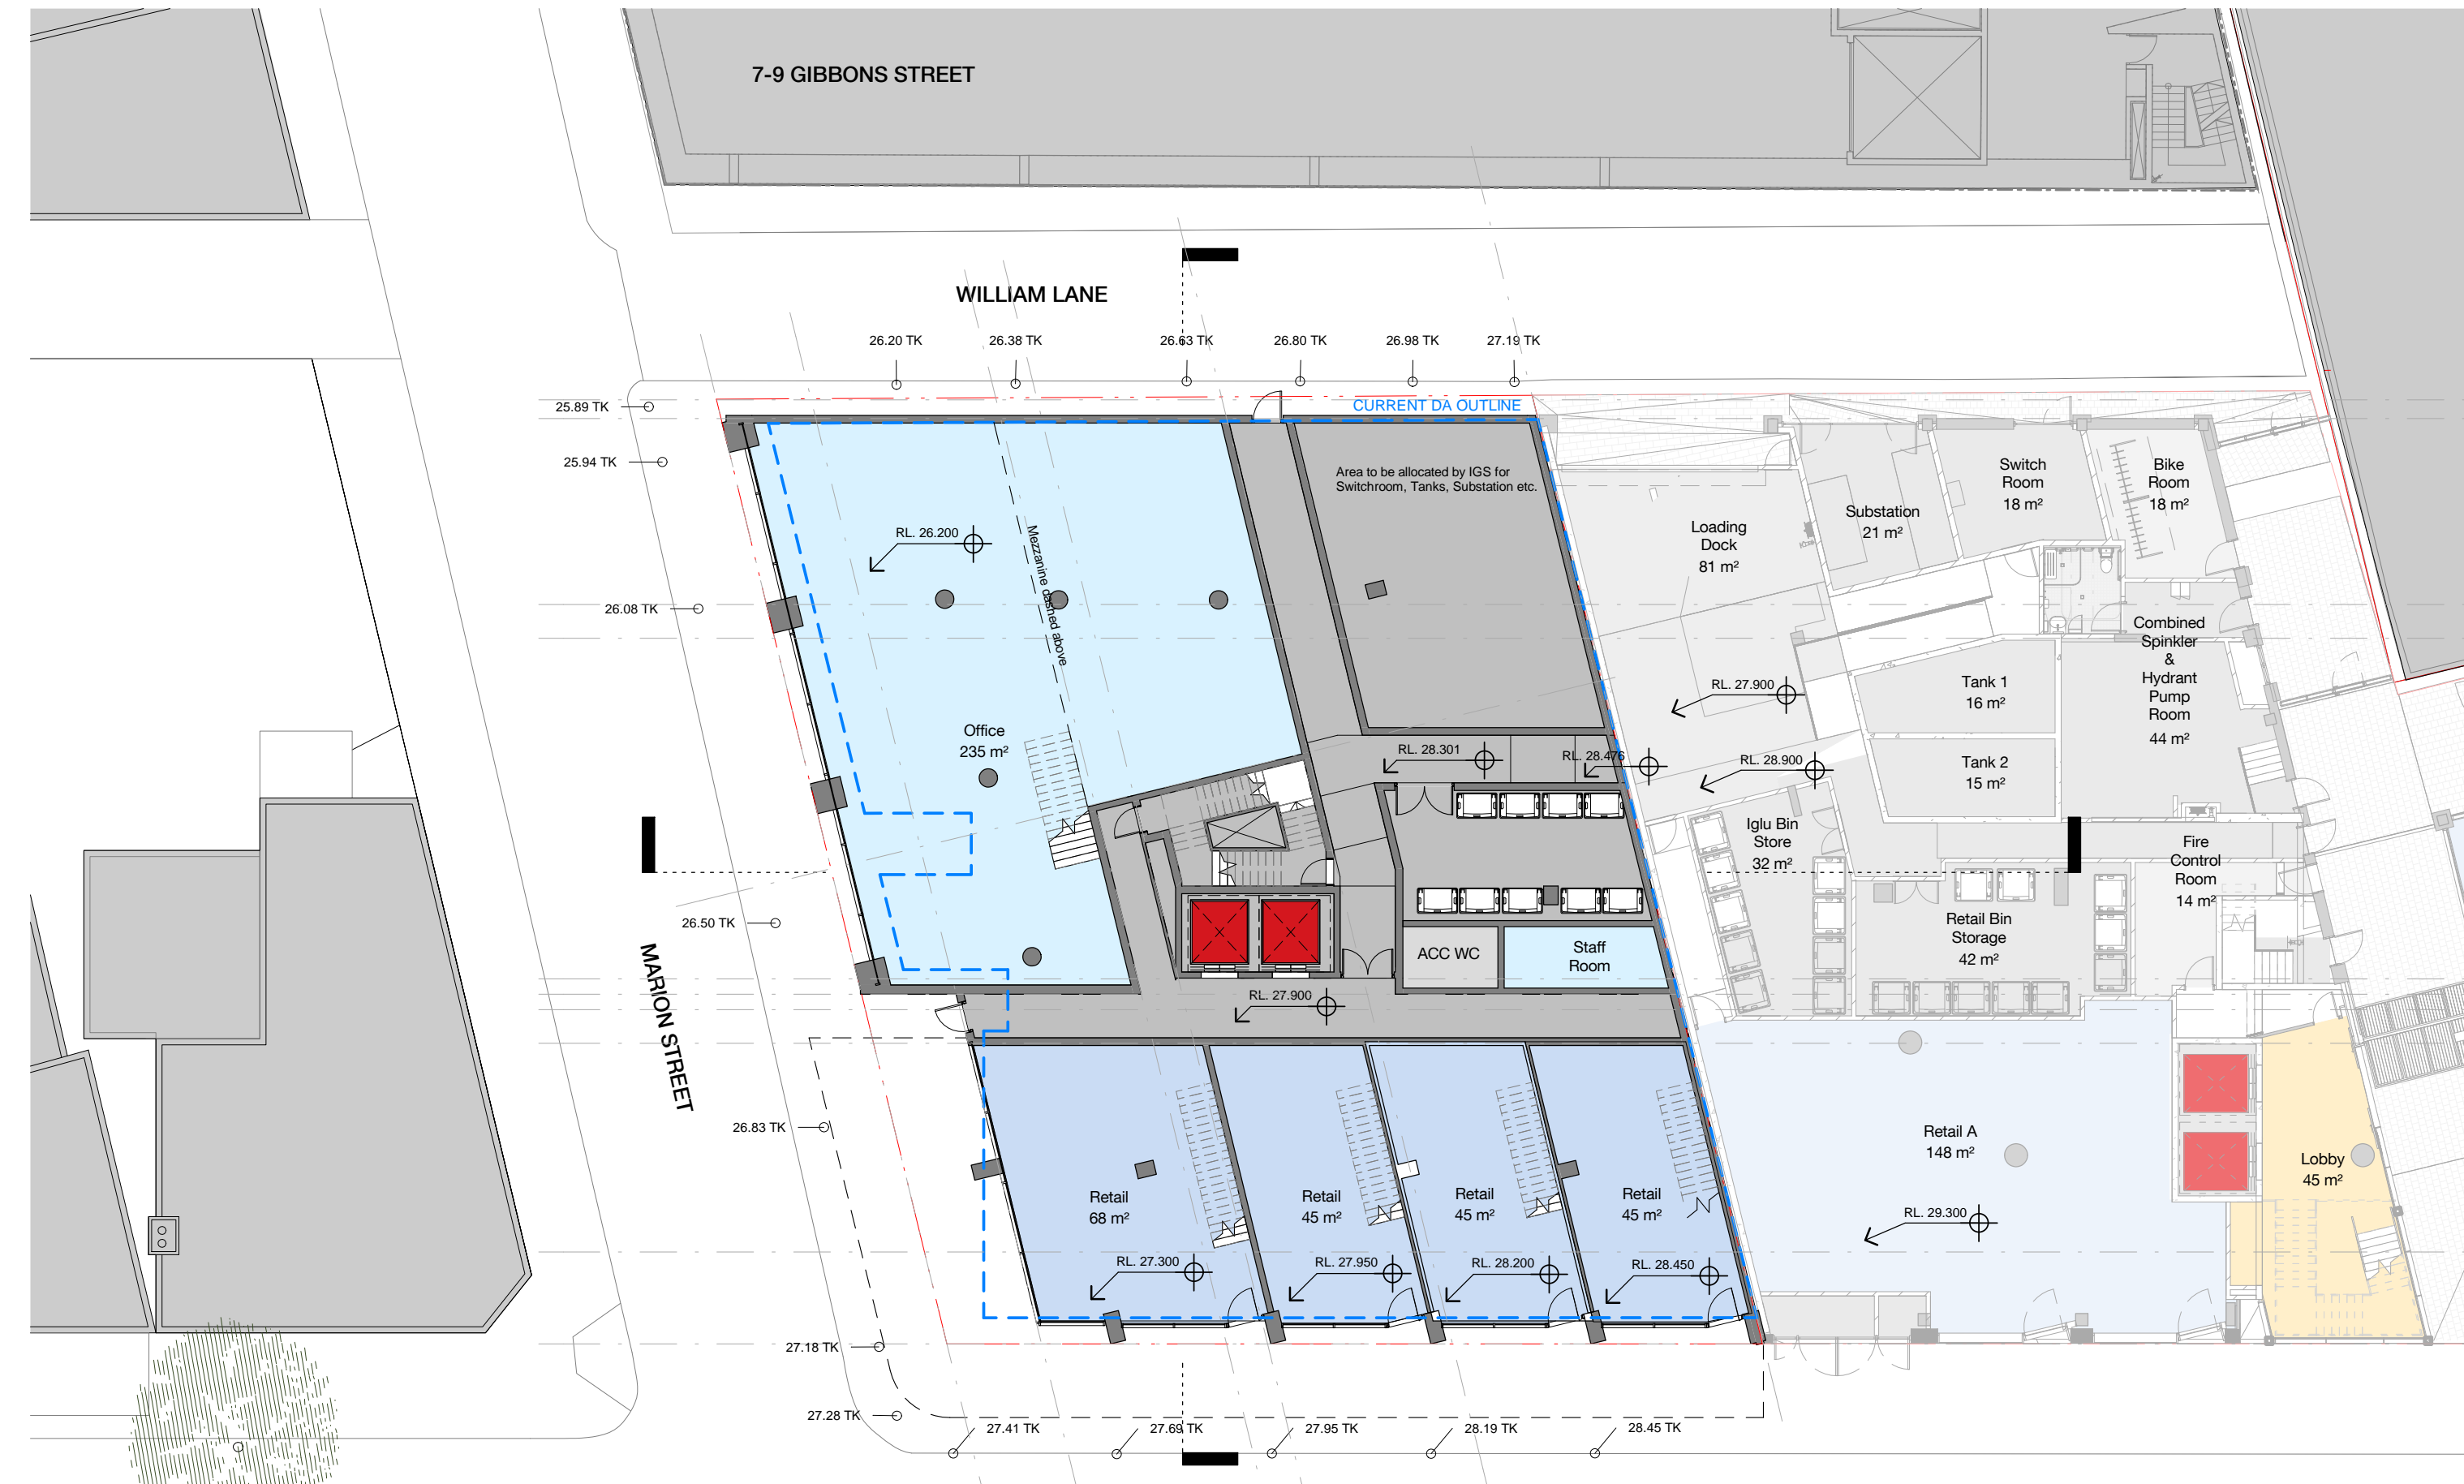 7-9 GIBBONS STREET
WILLIAM LANE
26.20 TK
26.38 TK
26.63 TK
26.80 TK
26.98 TK
27.19 TK
25.89 TK
CURRENT DA OUTLINE
25.94 TK
Area to be allocated by IGS for
Switchroom, Tanks, Substation etc.
Switch
Room
18 m²
Bike
Room
18 m²
Substation
21 m²
Loading
Dock
81 m²
RL. 26.200
Mezzanine dashed above
26.08 TK
Combined
Spinkler
&
Hydrant
Pump
Room
44 m²
RL. 27.900
Tank 1
16 m²
Office
235 m²
RL. 28.301
RL. 28.476
RL. 28.900
Tank 2
15 m²
Iglu Bin
Store
32 m²
Fire
Control
Room
14 m²
26.50 TK
Retail Bin
Storage
42 m²
ACC WC
Staff
Room
MARION STREET
RL. 27.900
26.83 TK
Retail A
148 m²
Lobby
45 m²
Retail
68 m²
Retail
45 m²
Retail
45 m²
Retail
45 m²
RL. 29.300
RL. 27.300
RL. 27.950
RL. 28.200
RL. 28.450
27.18 TK
27.28 TK
27.41 TK
27.69 TK
27.95 TK
28.19 TK
28.45 TK